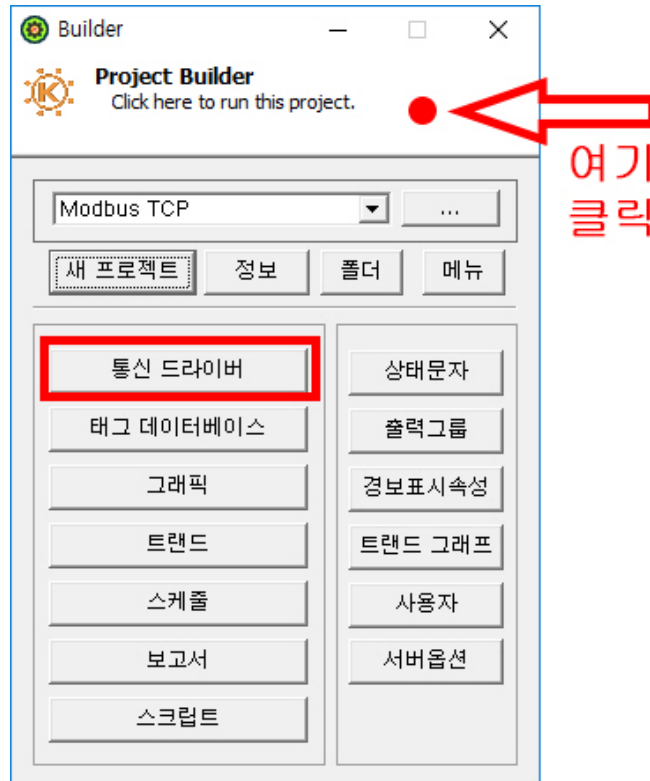 Builder
Project Builder
Click here to run this project.
여기
클릭
Modbus TCP
...
새 프로젝트 정보 폴더 메뉴
통신 드라이버 상태문자
태그 데이터베이스 출력그룹
그래픽 경보표시속성
트랜드 트랜드 그래프
스케줄 사용자
보고서 서버옵션
스크립트